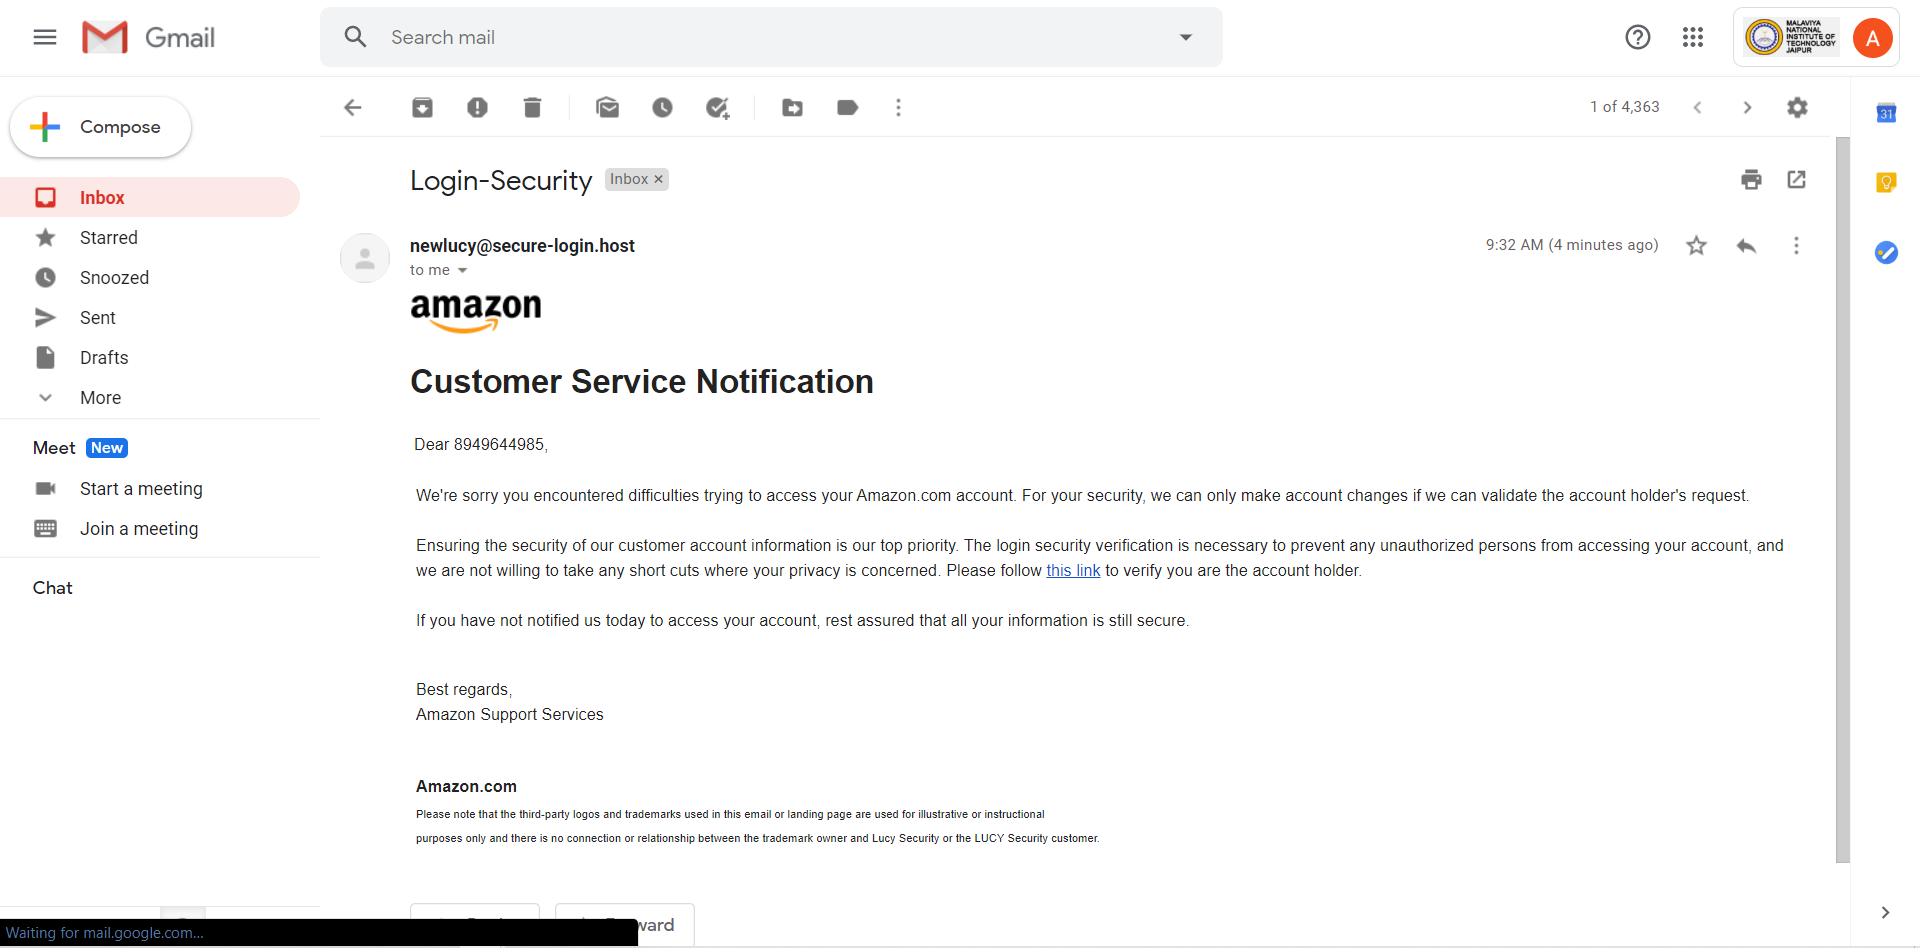 Gmail
Search mail
MALAVIYA
NATIONAL
INSTITUTE OF
TECHNOLOGY
JAIPUR
A
Compose
1 of 4,363
31
Inbox
Starred
Snoozed
Sent
Drafts
More
Meet New
Start a meeting
Join a meeting
Chat
Login-Security Inbox ×
newlucy@secure-login.host
9:32 AM (4 minutes ago)
to me
amazon
Customer Service Notification
Dear 8949644985,
We're sorry you encountered difficulties trying to access your Amazon.com account. For your security, we can only make account changes if we can validate the account holder's request.
Ensuring the security of our customer account information is our top priority. The login security verification is necessary to prevent any unauthorized persons from accessing your account, and
we are not willing to take any short cuts where your privacy is concerned. Please follow this link to verify you are the account holder.
If you have not notified us today to access your account, rest assured that all your information is still secure.
Best regards,
Amazon Support Services
Amazon.com
Please note that the third-party logos and trademarks used in this email or landing page are used for illustrative or instructional
purposes only and there is no connection or relationship between the trademark owner and Lucy Security or the LUCY Security customer.
Waiting for mail.google.com...